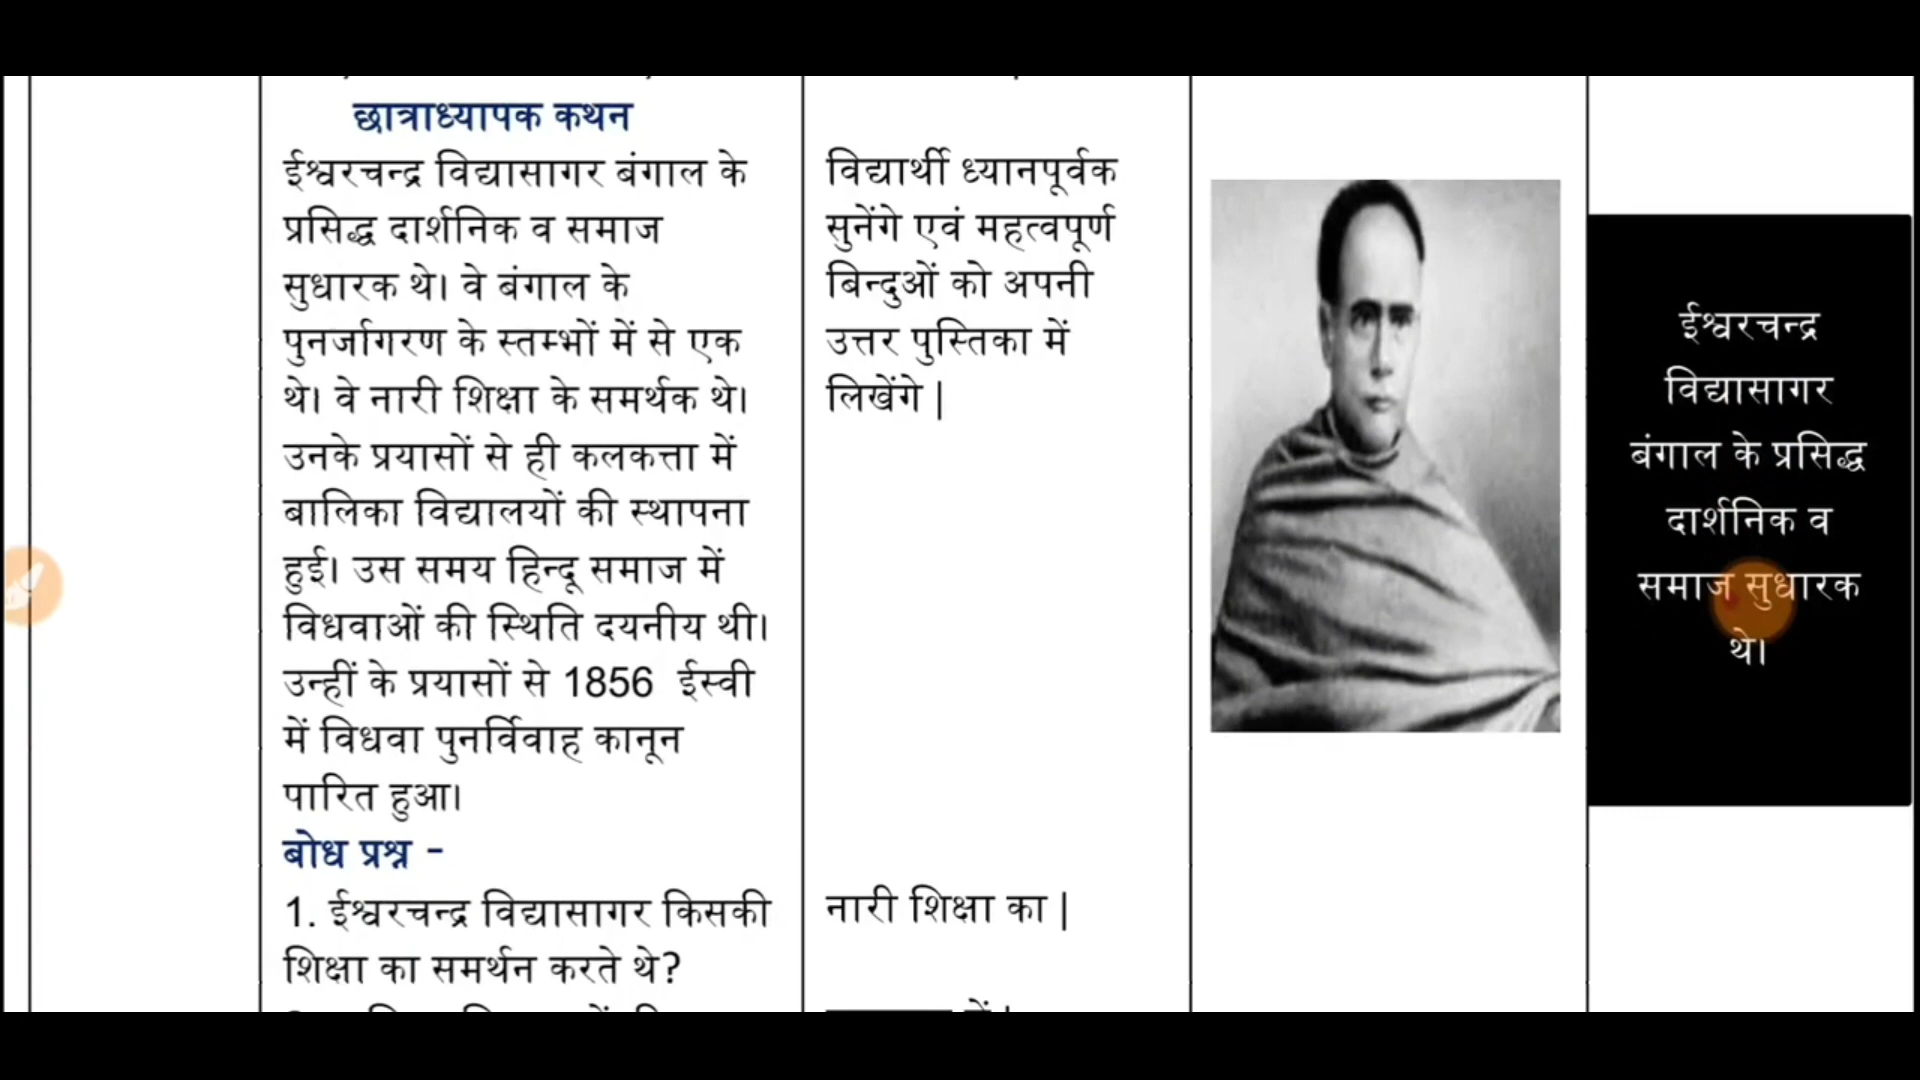 छात्राध्यापक कथन
ईश्वरचन्द्र विद्यासागर बंगाल के
प्रसिद्ध दार्शनिक व समाज
सुधारक थे। वे बंगाल के
पुनर्जागरण के स्तम्भों में से एक
थे। वे नारी शिक्षा के समर्थक थे।
उनके प्रयासों से ही कलकत्ता में
बालिका विद्यालयों की स्थापना
हुई। उस समय हिन्दू समाज में
विधवाओं की स्थिति दयनीय थी।
उन्हीं के प्रयासों से 1856 ईस्वी
में विधवा पुनर्विवाह कानून
पारित हुआ।
बोध प्रश्न -
1. ईश्वरचन्द्र विद्यासागर किसकी
शिक्षा का समर्थन करते थे?
विद्यार्थी ध्यानपूर्वक
सुनेंगे एवं महत्वपूर्ण
बिन्दुओं को अपनी
उत्तर पुस्तिका में
लिखेंगे |
नारी शिक्षा का |
ईश्वरचन्द्र
विद्यासागर
बंगाल के प्रसिद्ध
दार्शनिक व
समाज सुधारक
थे।